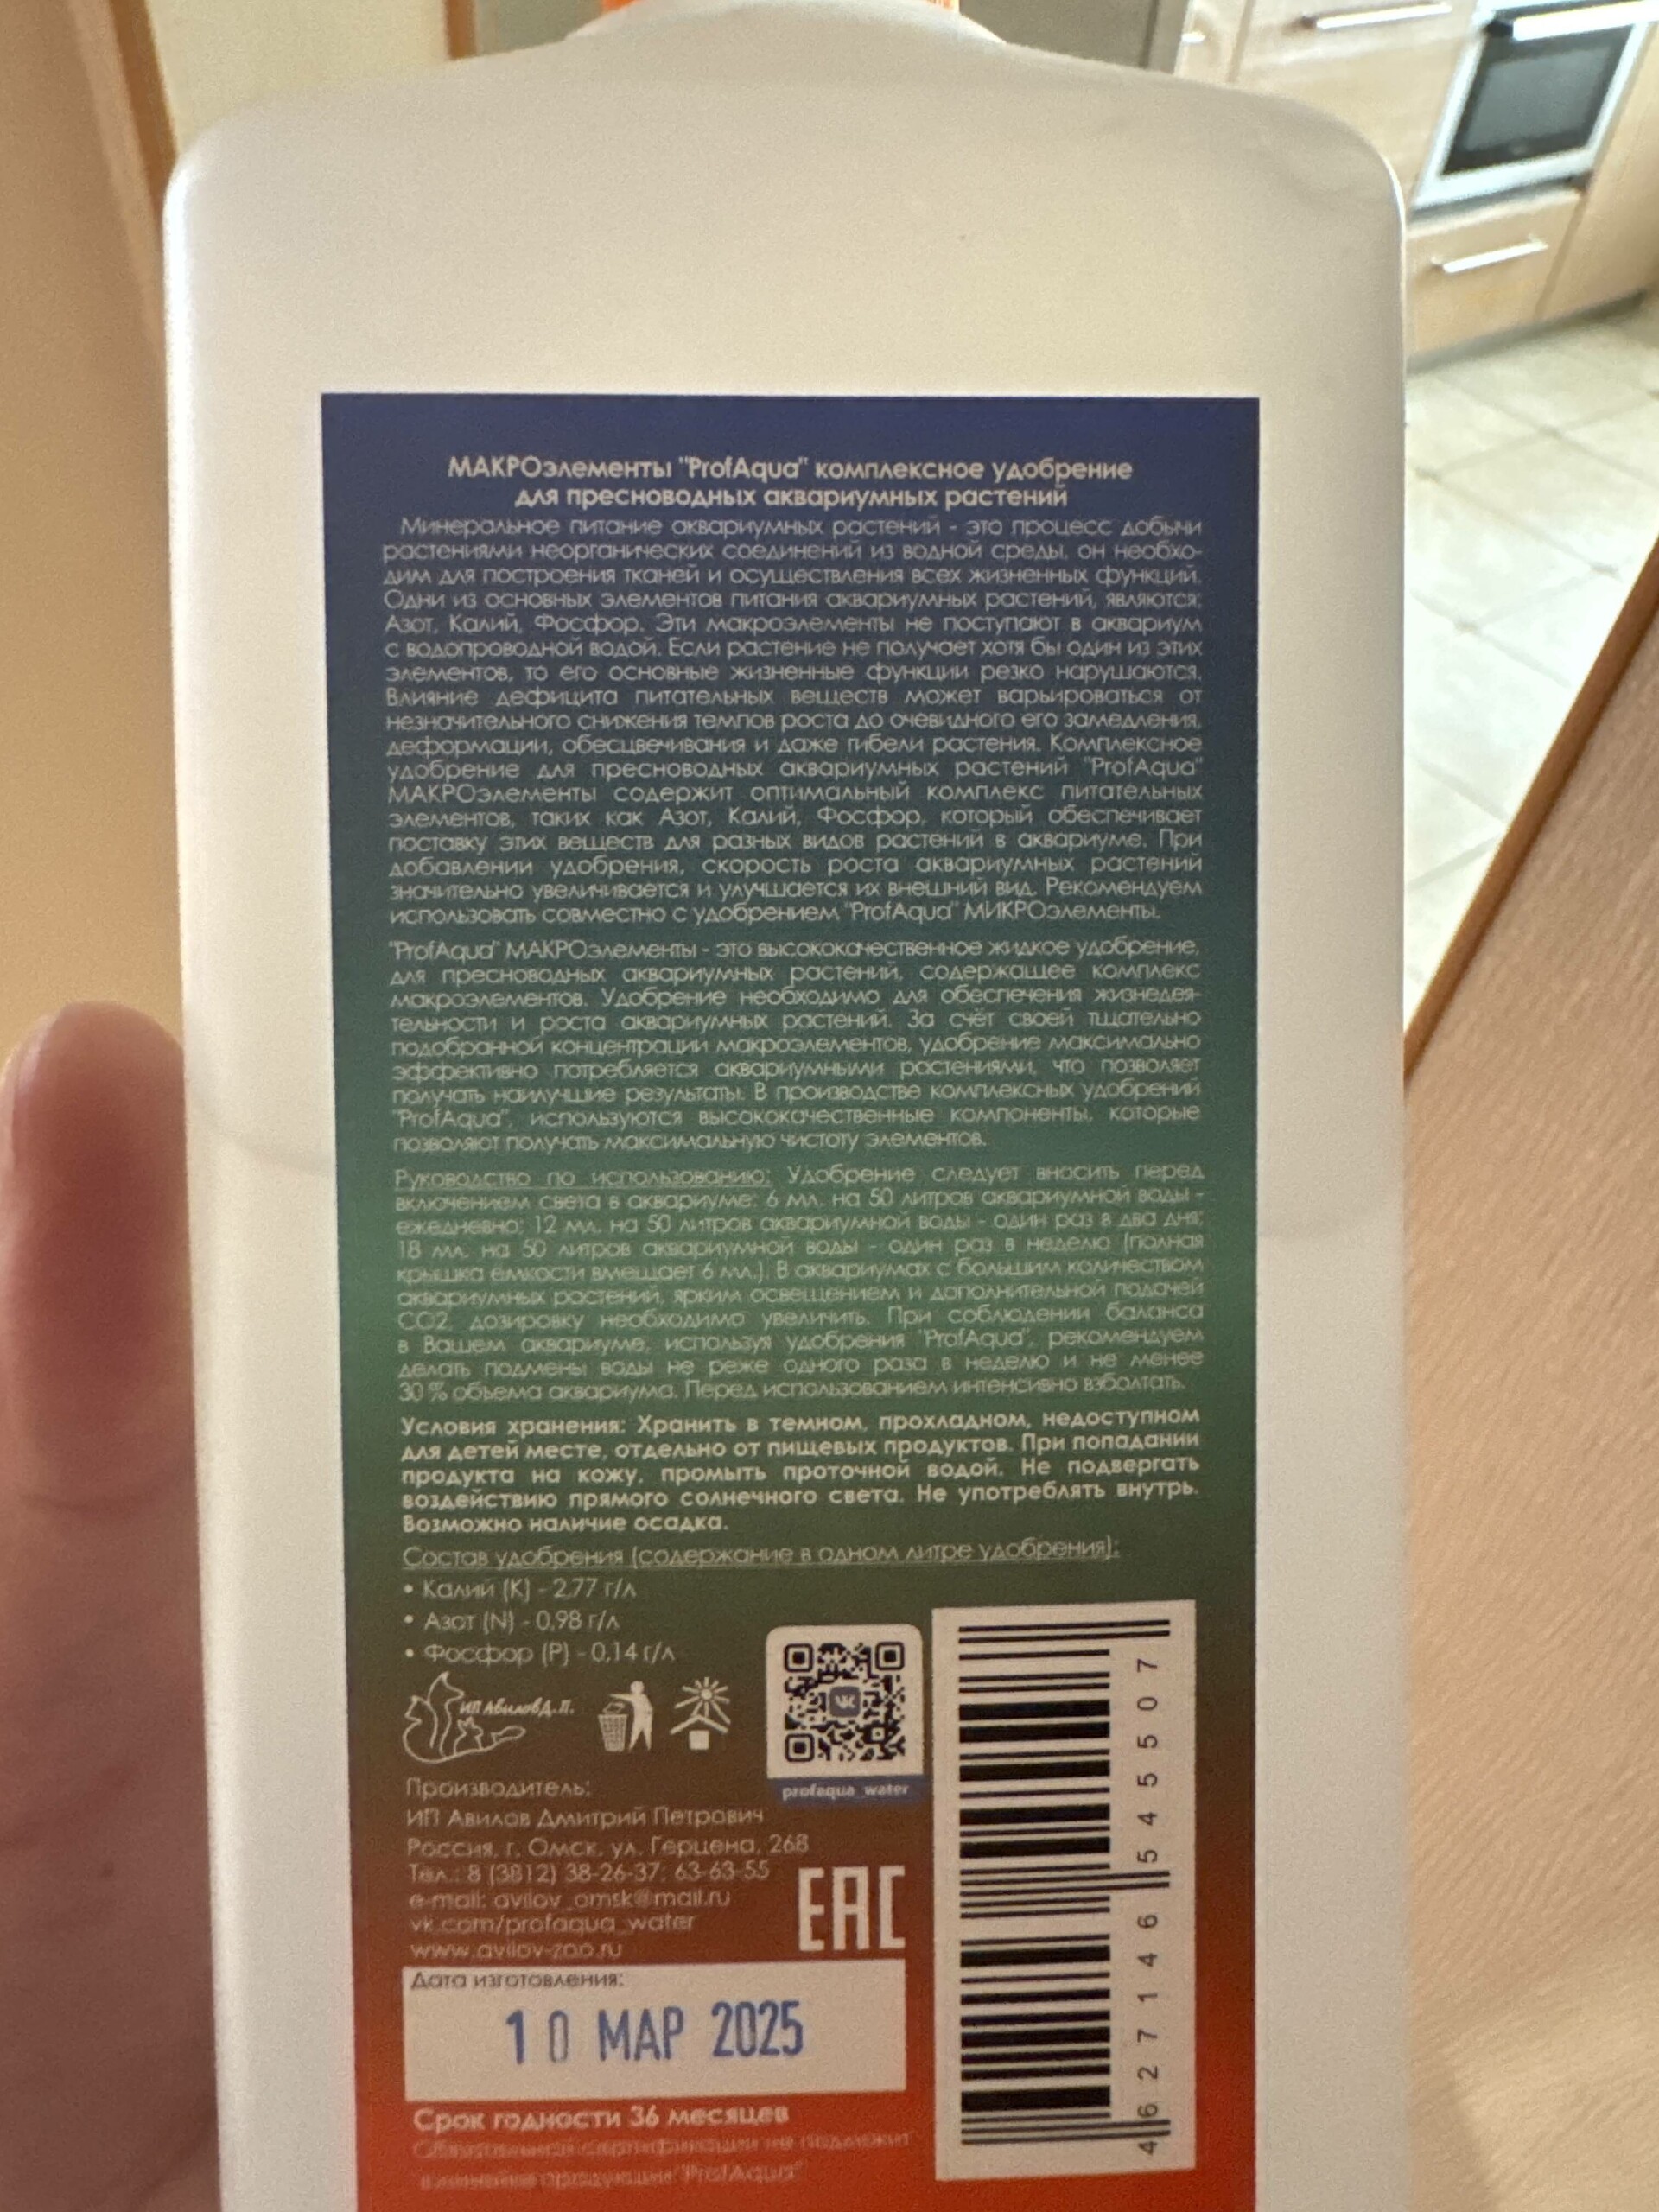 МАКРОэлементы "ProfAqua" комплексное удобрение
для пресноводных аквариумных растений
Минеральное питание аквариумных растений - это процесс добычи
растениями неорганических соединений из водной среды, он необхо-
дим для построения тканей и осуществления всех жизненных функций.
Одни из основных элементов питания аквариумных растений, являются:
Азот, Калий, Фосфор. Эти макроэлементы не поступают в аквариум
с водопроводной водой. Если растение не получает хотя бы один из этих
элементов, то его основные жизненные функции резко нарушаются.
Влияние дефицита питательных веществ может варьироваться от
незначительного снижения темпов роста до очевидного его замедления,
деформации, обесцвечивания и даже гибели растения. Комплексное
удобрение для пресноводных аквариумных растений "ProfAqua"
МАКРОэлементы содержит оптимальный комплекс питательных
элементов, таких как Азот, Калий, Фосфор, который обеспечивает
поставку этих веществ для разных видов растений в аквариуме. При
добавлении удобрения, скорость роста аквариумных растений
значительно увеличивается и улучшается их внешний вид. Рекомендуем
использовать совместно с удобрением "ProfAqua" МИКРОэлементы.
"ProfAqua" МАКРОэлементы - это высококачественное жидкое удобрение,
для пресноводных аквариумных растений, содержащее комплекс
макроэлементов. Удобрение необходимо для обеспечения жизнедея-
тельности и роста аквариумных растений. За счёт своей тщательно
подобранной концентрации макроэлементов, удобрение максимально
эффективно потребляется аквариумными растениями, что позволяет
получать наилучшие результаты. В производстве комплексных удобрений
"ProfAqua", используются высококачественные компоненты, которые
позволяют получать максимальную чистоту элементов.
Руководство по использованию: Удобрение следует вносить перед
включением света в аквариуме: 6 мл. на 50 литров аквариумной воды -
ежедневно; 12 мл. на 50 литров аквариумной воды - один раз в два дня;
18 мл. на 50 литров аквариумной воды - один раз в неделю (полная
крышка ёмкости вмещает 6 мл.). В аквариумах с большим количеством
аквариумных растений, ярким освещением и дополнительной подачей
CO2, дозировку необходимо увеличить. При соблюдении баланса
в Вашем аквариуме, используя удобрения "ProfAqua", рекомендуем
делать подмены воды не реже одного раза в неделю и не менее
30 % объема аквариума. Перед использованием интенсивно взболтать.
Условия хранения: Хранить в темном, прохладном, недоступном
для детей месте, отдельно от пищевых продуктов. При попадании
продукта на кожу, промыть проточной водой. Не подвергать
воздействию прямого солнечного света. Не употреблять внутрь.
Возможно наличие осадка.
Состав удобрения (содержание в одном литре удобрения):
• Калий (K) - 2,77 г/л
• Азот (N) - 0,98 г/л
• Фосфор (P) - 0,14 г/л
ИП Авилов Д.П.
profaqua_water
Производитель:
ИП Авилов Дмитрий Петрович
Россия, г. Омск, ул. Герцена, 268
Тел.: 8 (3812) 38-26-37; 63-63-55
e-mail: avilov_omsk@mail.ru
vk.com/profaqua_water
www.avilov-zoo.ru
EAC
4 627146 545507
Дата изготовления:
10 МАР 2025
Срок годности 36 месяцев
Обязательной сертификации не подлежит
"ProfAqua"